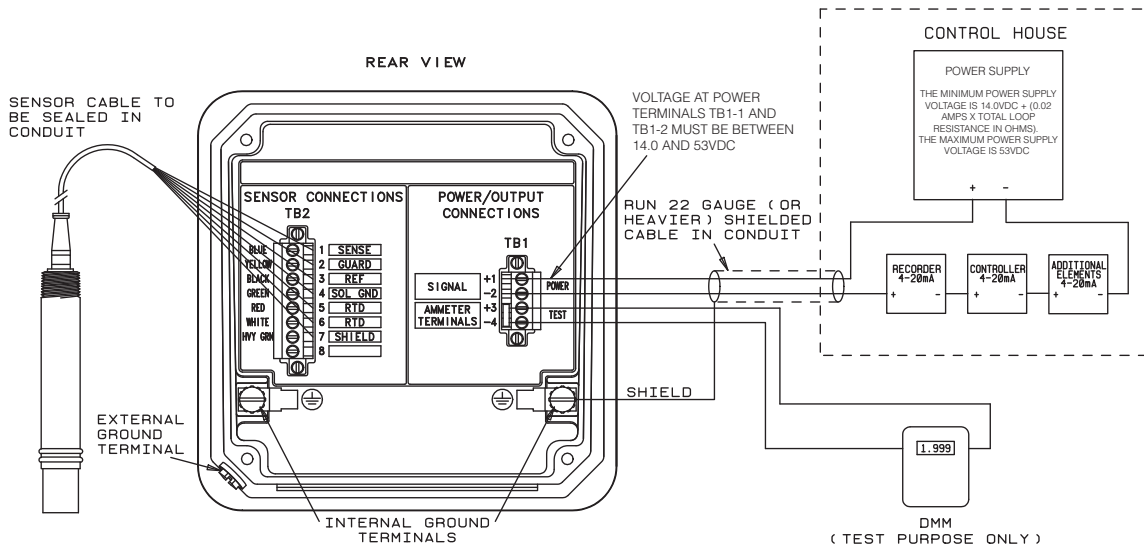 CONTROL HOUSE
POWER SUPPLY
THE MINIMUM POWER SUPPLY
VOLTAGE IS 14.0VDC + (0.02
AMPS X TOTAL LOOP
RESISTANCE IN OHMS).
THE MAXIMUM POWER SUPPLY
VOLTAGE IS 53VDC
+ -
REAR VIEW
SENSOR CABLE TO
BE SEALED IN
CONDUIT
VOLTAGE AT POWER
TERMINALS TB1-1 AND
TB1-2 MUST BE BETWEEN
14.0 AND 53VDC
RUN 22 GAUGE (OR
HEAVIER) SHIELDED
CABLE IN CONDUIT
SENSOR CONNECTIONS
TB2
BLUE 1 SENSE
YELLOW 2 GUARD
BLACK 3 REF
GREEN 4 SOL GND
RED 5 RTD
WHITE 6 RTD
HVY GRN 7 SHIELD
8
POWER/OUTPUT
CONNECTIONS
TB1
SIGNAL
+1
-2
POWER
AMMETER
TERMINALS
+3
-4
TEST
RECORDER
4-20mA
+ -
CONTROLLER
4-20mA
+ -
ADDITIONAL
ELEMENTS
4-20mA
+ -
SHIELD
EXTERNAL
GROUND
TERMINAL
INTERNAL GROUND
TERMINALS
1.999
DMM
(TEST PURPOSE ONLY)